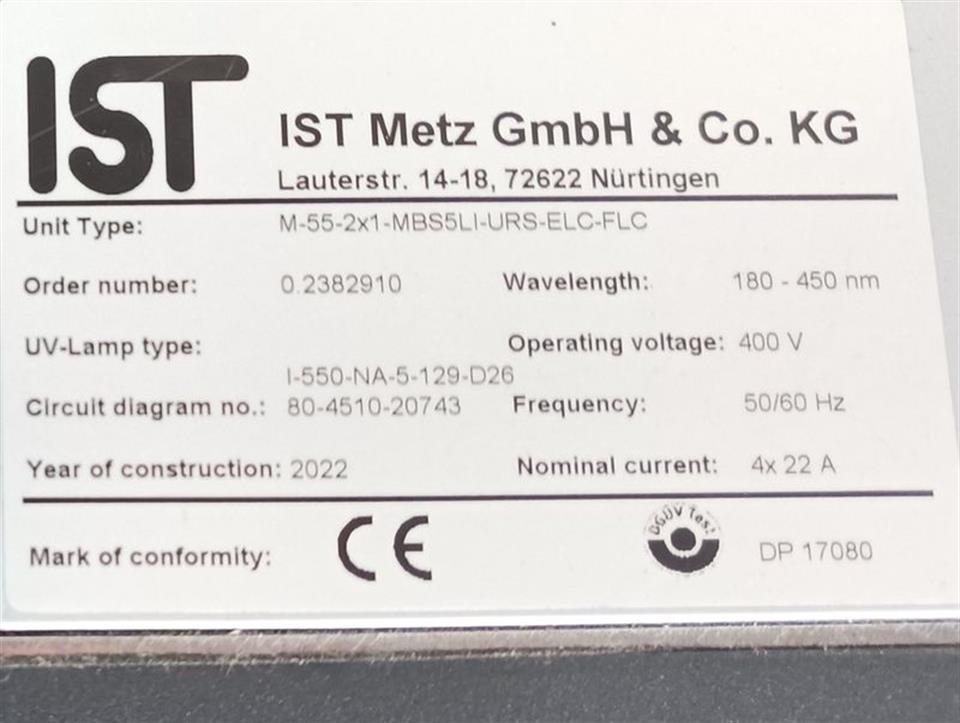 IST
IST Metz GmbH & Co. KG
Lauterstr. 14-18, 72622 Nürtingen
Unit Type: M-55-2x1-MBS5LI-URS-ELC-FLC
Order number: 0.2382910 Wavelength: 180 - 450 nm
UV-Lamp type: Operating voltage: 400 V
I-550-NA-5-129-D26
Circuit diagram no.: 80-4510-20743 Frequency: 50/60 Hz
Year of construction: 2022 Nominal current: 4x 22 A
Mark of conformity: CE DGUV Test DP 17080